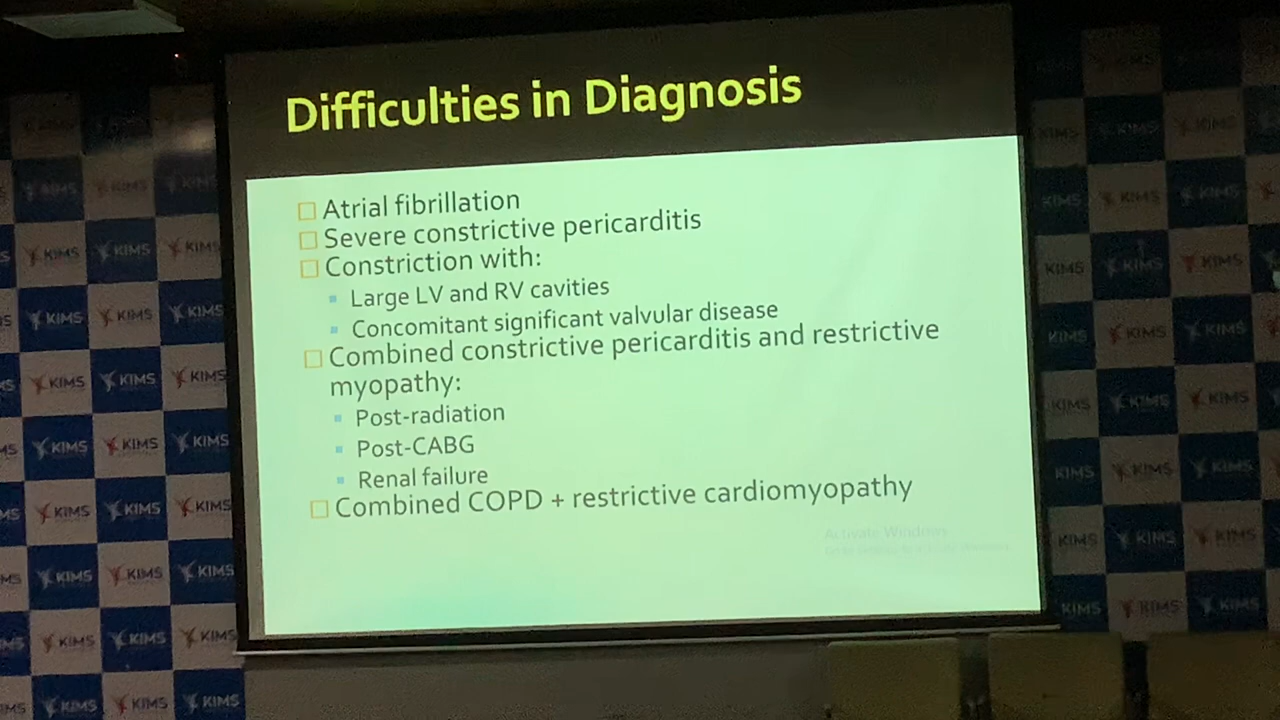 Difficulties in Diagnosis
Atrial fibrillation
Severe constrictive pericarditis
Constriction with:
Large LV and RV cavities
Concomitant significant valvular disease
Combined constrictive pericarditis and restrictive
myopathy:
Post-radiation
Post-CABG
Renal failure
Combined COPD + restrictive cardiomyopathy
Activate Windows
KIMS